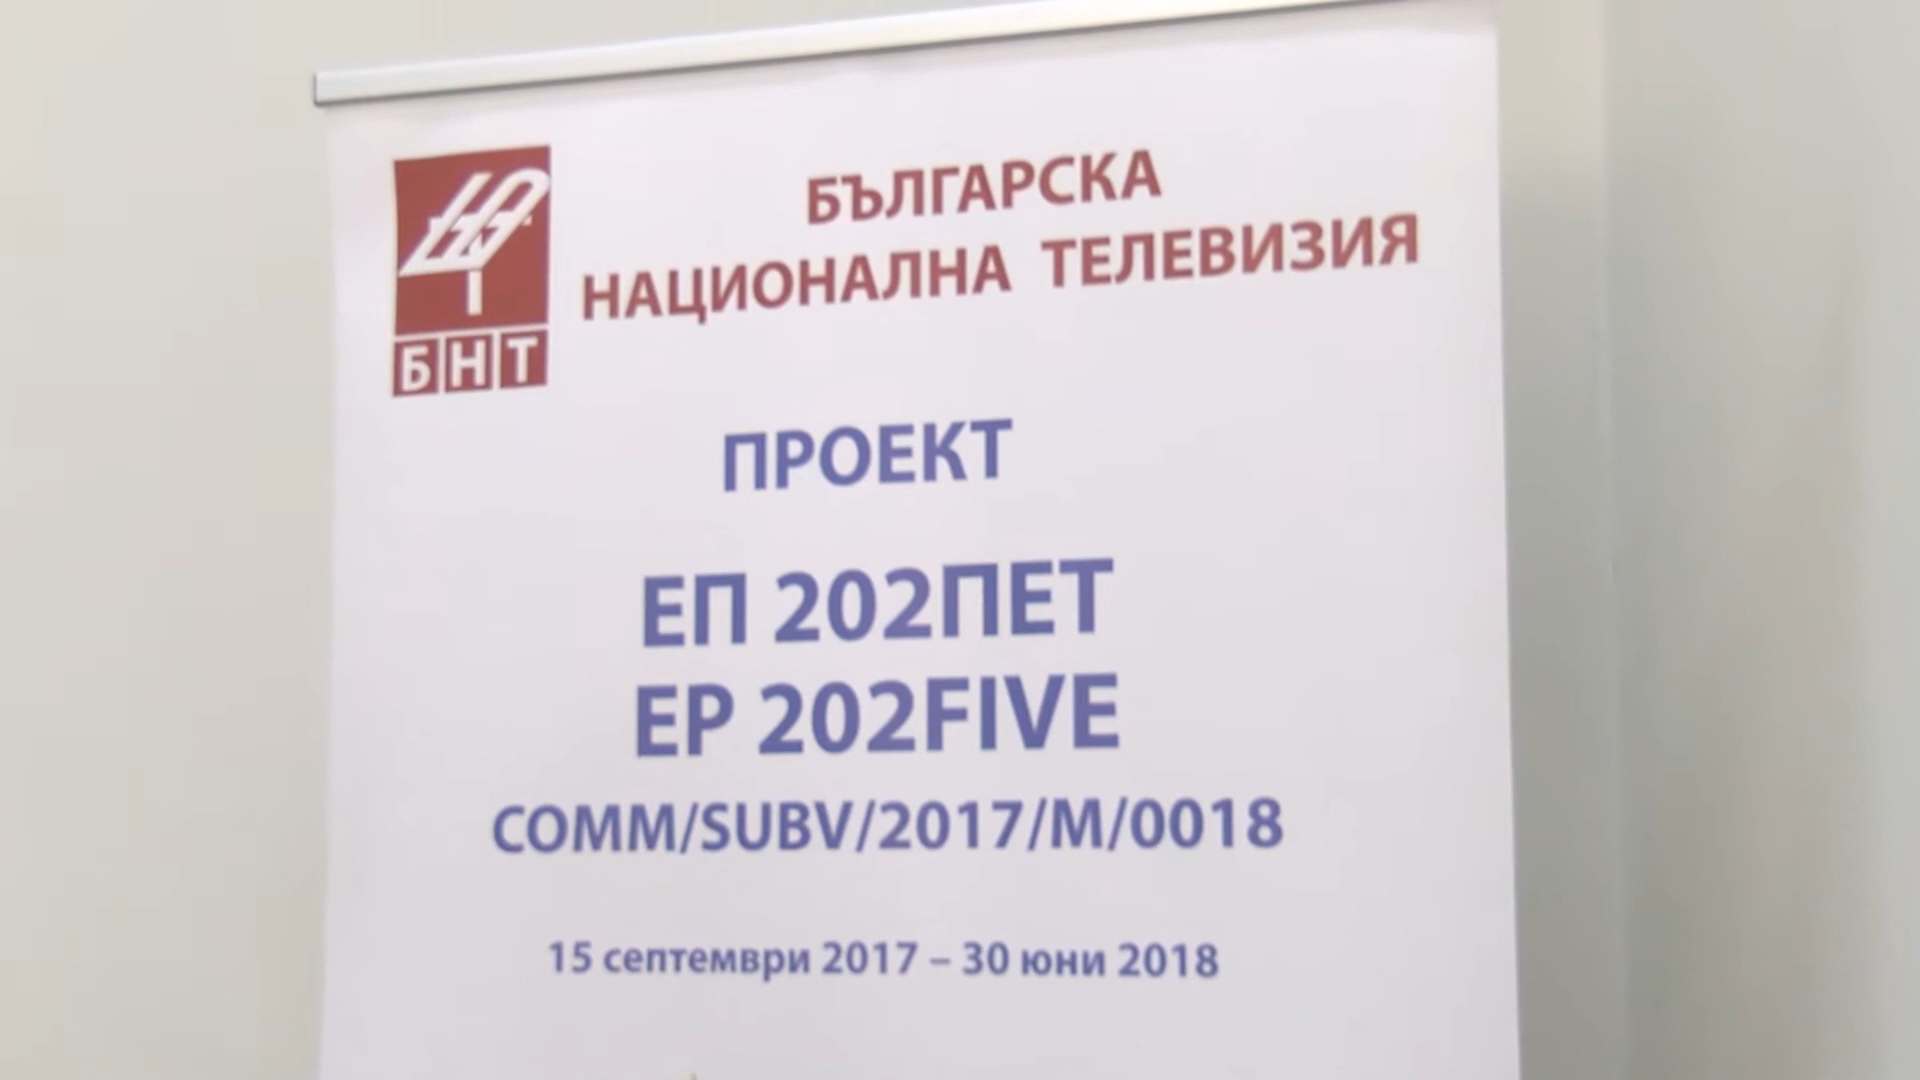 БЪЛГАРСКА
НАЦИОНАЛНА ТЕЛЕВИЗИЯ
БНТ
ПРОЕКТ
ЕП 202ПЕТ
EP 202FIVE
COMM/SUBV/2017/M/0018
15 септември 2017 – 30 юни 2018